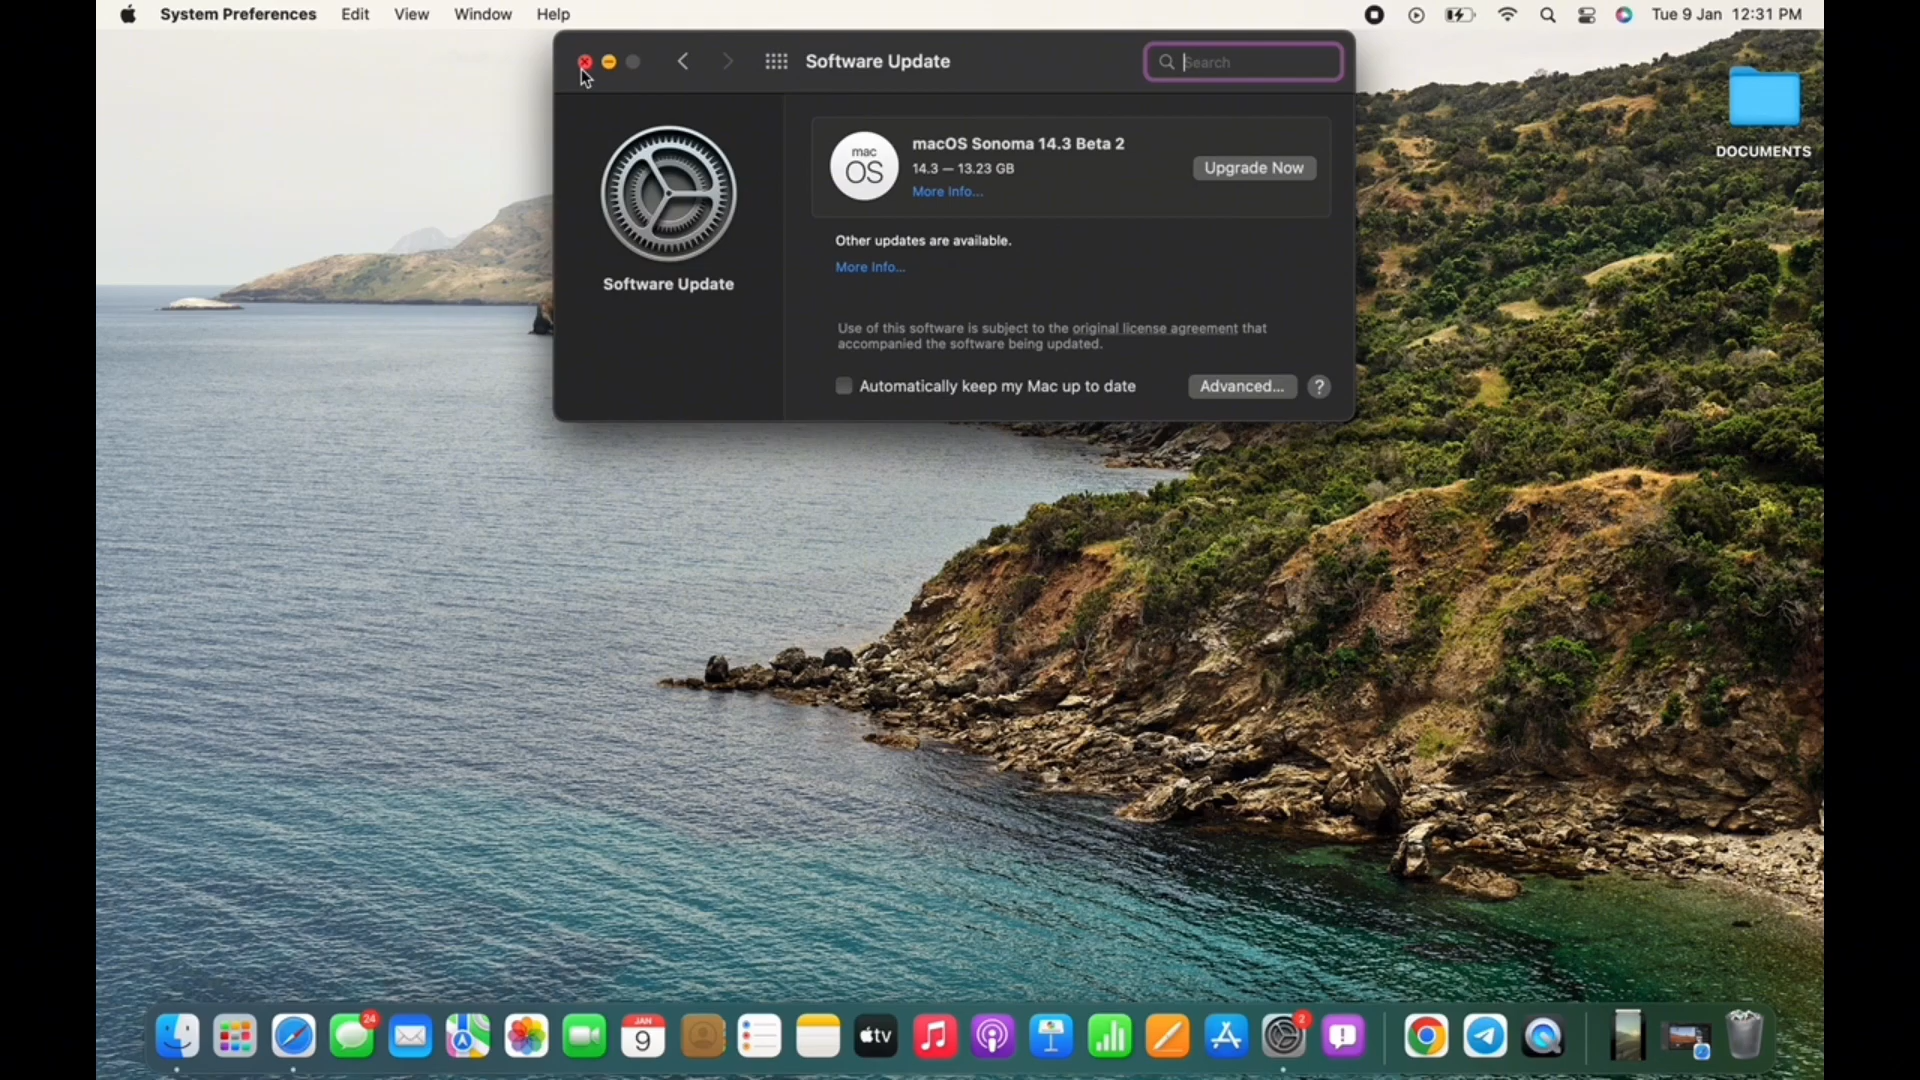 System Preferences Edit View Window Help Tue 9 Jan 12:31 PM
Software Update
Search
DOCUMENTS
mac
OS
macOS Sonoma 14.3 Beta 2
14.3 — 13.23 GB
More Info...
Upgrade Now
Other updates are available.
More Info...
Software Update
Use of this software is subject to the original license agreement that
accompanied the software being updated.
Automatically keep my Mac up to date
Advanced...
?
24
JAN
9
tv
2